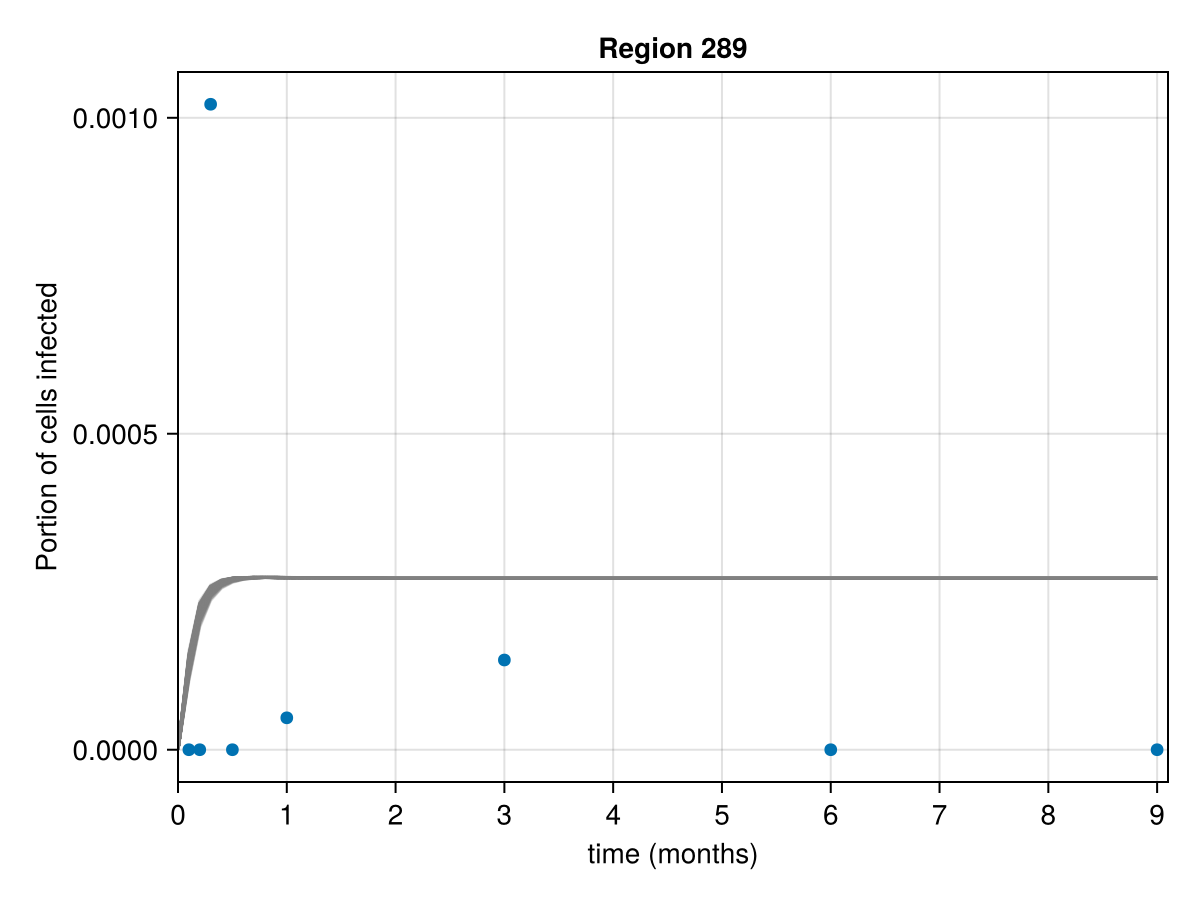 Region 289
0.0010
0.0005
0.0000
Portion of cells infected
0 1 2 3 4 5 6 7 8 9
time (months)